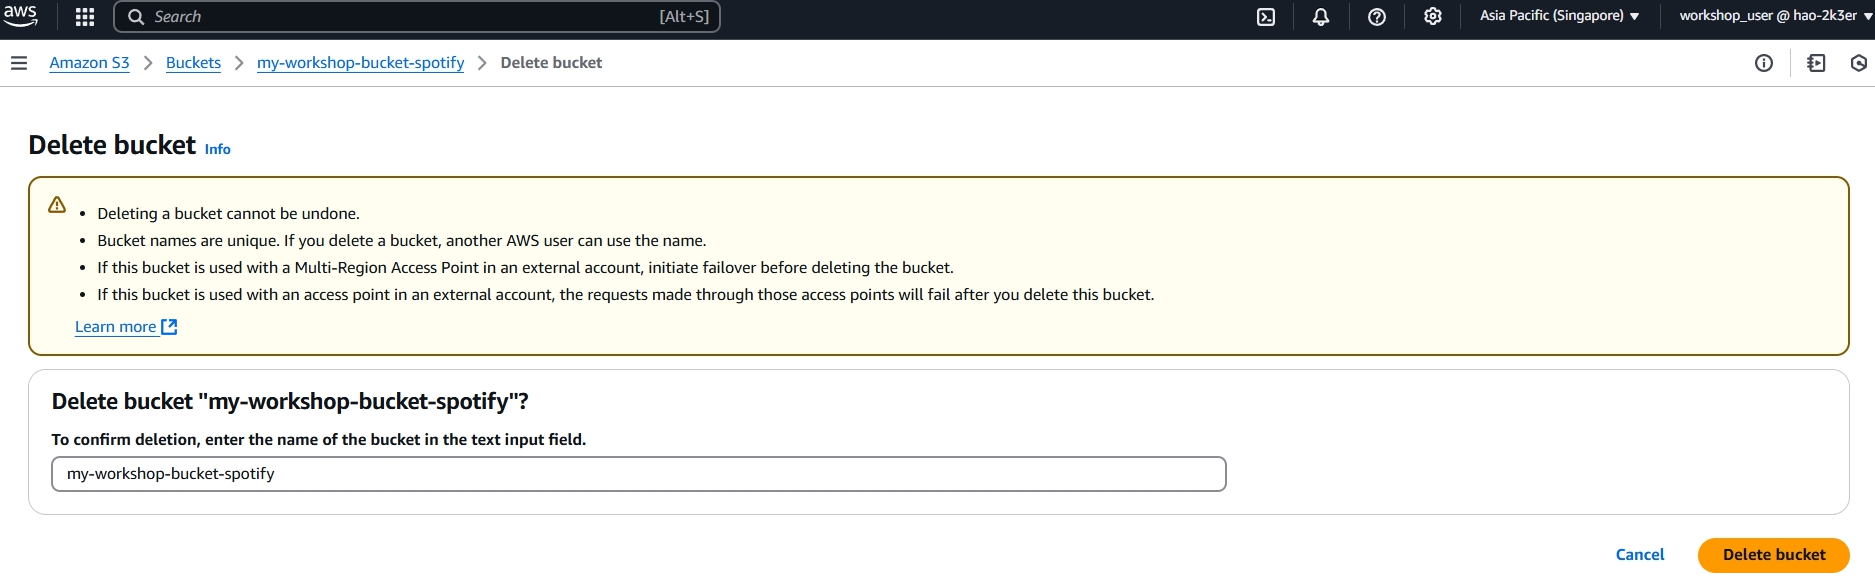 aws
Search [Alt+S] Asia Pacific (Singapore) workshop_user @ hao-2k3er
Amazon S3 Buckets my-workshop-bucket-spotify Delete bucket
Delete bucket Info
Deleting a bucket cannot be undone.
Bucket names are unique. If you delete a bucket, another AWS user can use the name.
If this bucket is used with a Multi-Region Access Point in an external account, initiate failover before deleting the bucket.
If this bucket is used with an access point in an external account, the requests made through those access points will fail after you delete this bucket.
Learn more
Delete bucket "my-workshop-bucket-spotify"?
To confirm deletion, enter the name of the bucket in the text input field.
my-workshop-bucket-spotify
Cancel Delete bucket